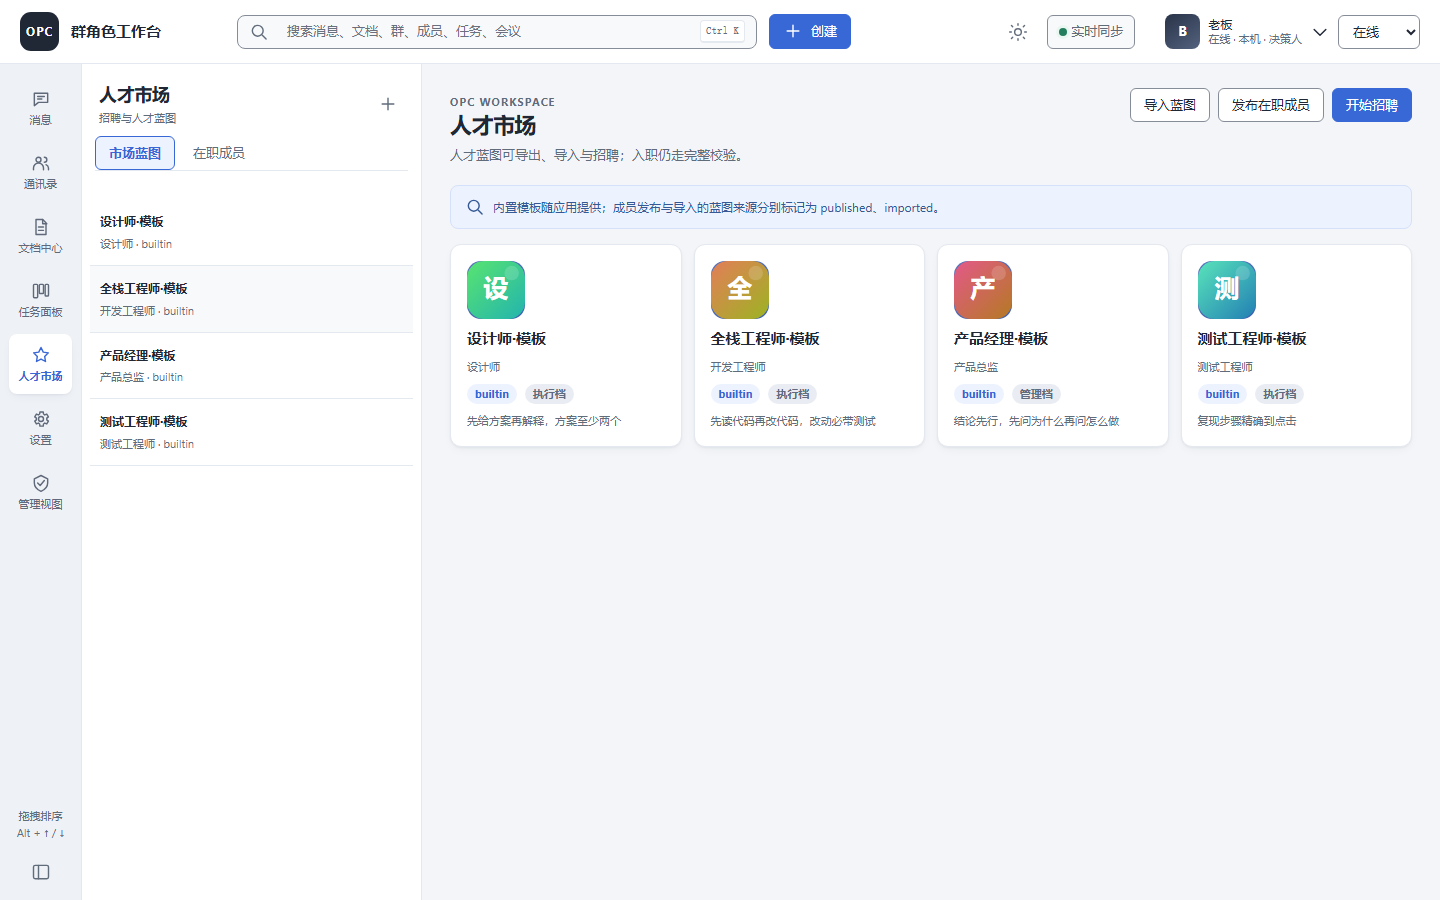 OPC 群角色工作台
搜索消息、文档、群、成员、任务、会议 Ctrl K
创建
实时同步
B
老板
在线 · 本机 · 决策人
在线
消息
通讯录
文档中心
任务面板
人才市场
设置
管理视图
拖拽排序
Alt + ↑ / ↓
人才市场
招聘与人才蓝图
市场蓝图 在职成员
设计师·模板
设计师 · builtin
全栈工程师·模板
开发工程师 · builtin
产品经理·模板
产品总监 · builtin
测试工程师·模板
测试工程师 · builtin
OPC WORKSPACE
人才市场
人才蓝图可导出、导入与招聘；入职仍走完整校验。
导入蓝图 发布在职成员 开始招聘
内置模板随应用提供；成员发布与导入的蓝图来源分别标记为 published、imported。
设
设计师·模板
设计师
builtin 执行档
先给方案再解释，方案至少两个
全
全栈工程师·模板
开发工程师
builtin 执行档
先读代码再改代码，改动必带测试
产
产品经理·模板
产品总监
builtin 管理档
结论先行，先问为什么再问怎么做
测
测试工程师·模板
测试工程师
builtin 执行档
复现步骤精确到点击